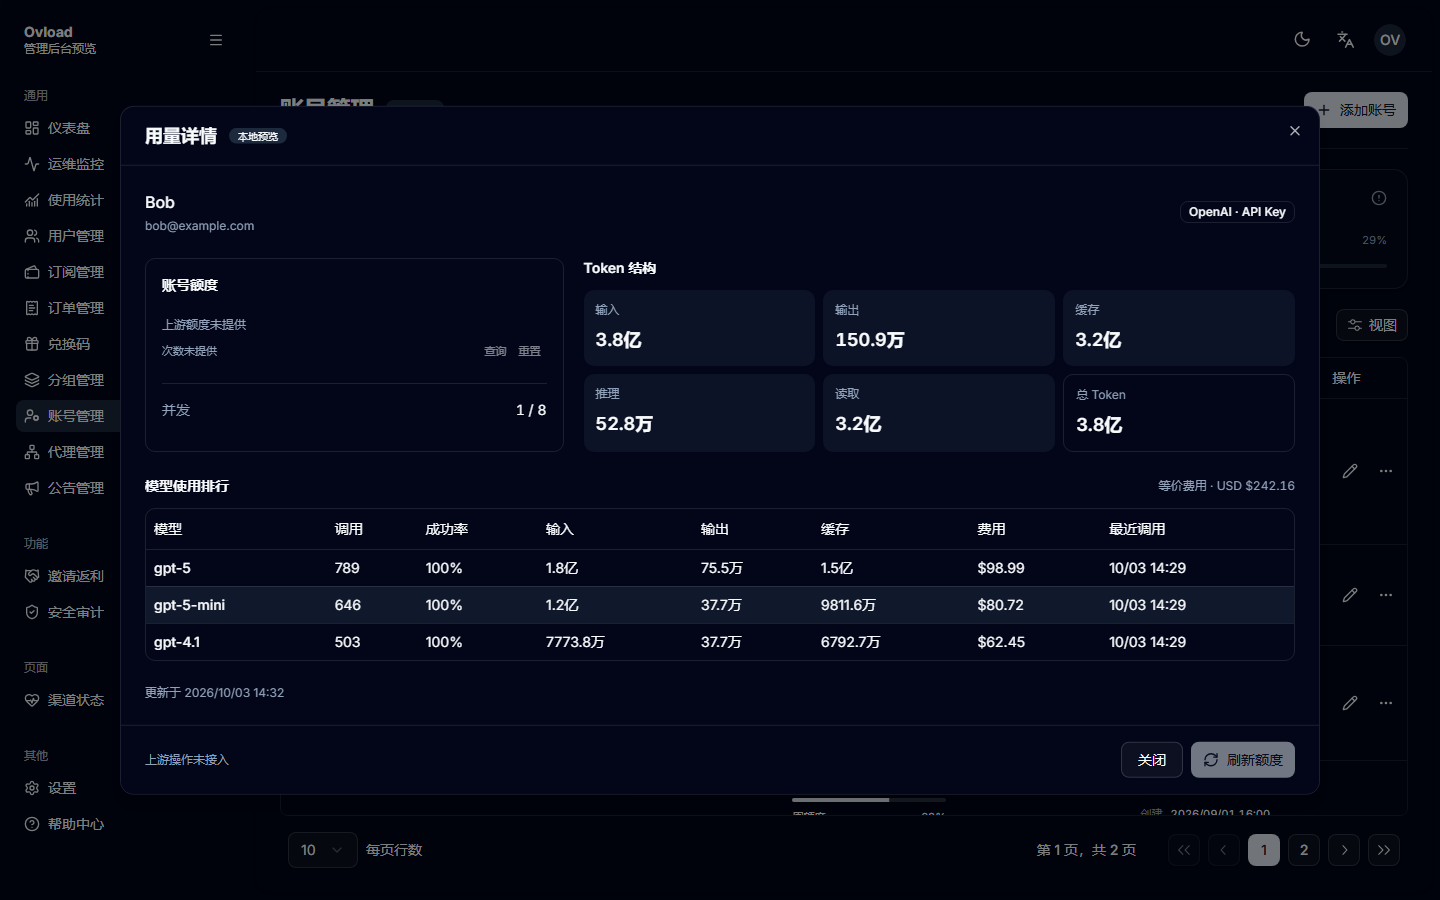 Ovload
管理后台预览
OV
通用
仪表盘
运维监控
使用统计
用户管理
订阅管理
订单管理
兑换码
分组管理
账号管理
代理管理
公告管理
功能
邀请返利
安全审计
页面
渠道状态
其他
设置
帮助中心
账号管理
添加账号
29%
视图
操作
用量详情 本地预览
Bob
bob@example.com
OpenAI · API Key
账号额度
上游额度未提供
次数未提供 查询 重置
并发 1 / 8
Token 结构
输入
3.8亿
输出
150.9万
缓存
3.2亿
推理
52.8万
读取
3.2亿
总 Token
3.8亿
模型使用排行 等价费用 · USD $242.16
模型 调用 成功率 输入 输出 缓存 费用 最近调用
gpt-5 789 100% 1.8亿 75.5万 1.5亿 $98.99 10/03 14:29
gpt-5-mini 646 100% 1.2亿 37.7万 9811.6万 $80.72 10/03 14:29
gpt-4.1 503 100% 7773.8万 37.7万 6792.7万 $62.45 10/03 14:29
更新于 2026/10/03 14:32
上游操作未接入
关闭
刷新额度
创建 2026/09/01 16:00
10 每页行数
第 1 页，共 2 页
1 2